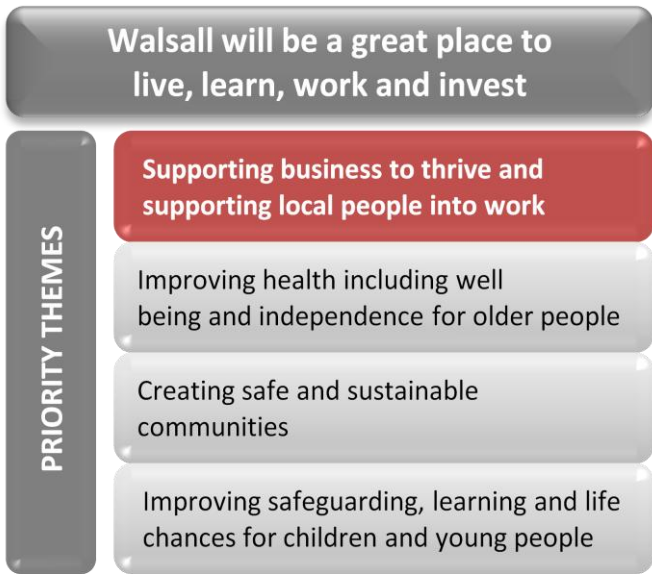 Walsall will be a great place to
live, learn, work and invest
PRIORITY THEMES
Supporting business to thrive and
supporting local people into work
Improving health including well
being and independence for older people
Creating safe and sustainable
communities
Improving safeguarding, learning and life
chances for children and young people